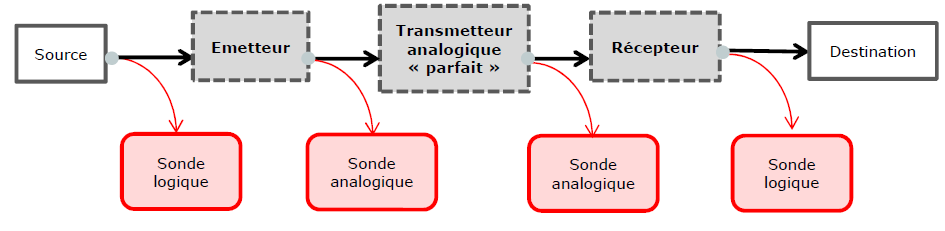 Source
Emetteur
Transmetteur
analogique
« parfait »
Récepteur
Destination
Sonde
logique
Sonde
analogique
Sonde
analogique
Sonde
logique